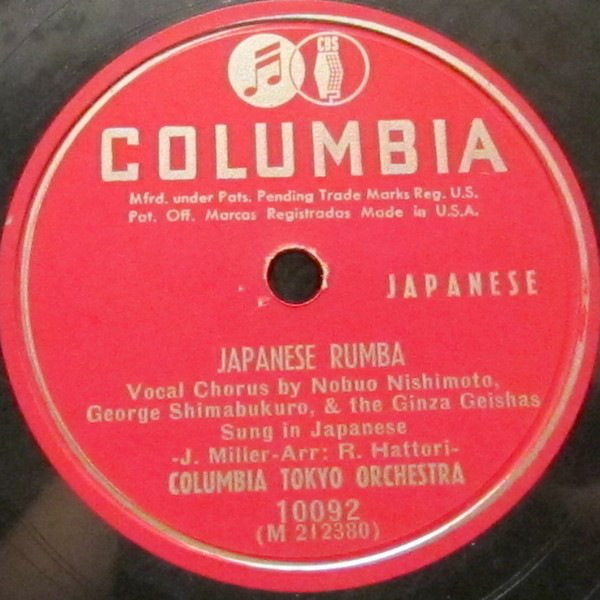 CBS
COLUMBIA
Mfrd. under Pats. Pending Trade Marks Reg. U.S.
Pat. Off. Marcas Registradas Made in U.S.A.
JAPANESE
JAPANESE RUMBA
Vocal Chorus by Nobuo Nishimoto,
George Shimabukuro, & the Ginza Geishas
Sung in Japanese
-J. Miller-Arr: R. Hattori-
COLUMBIA TOKYO ORCHESTRA
10092
(M 212380)